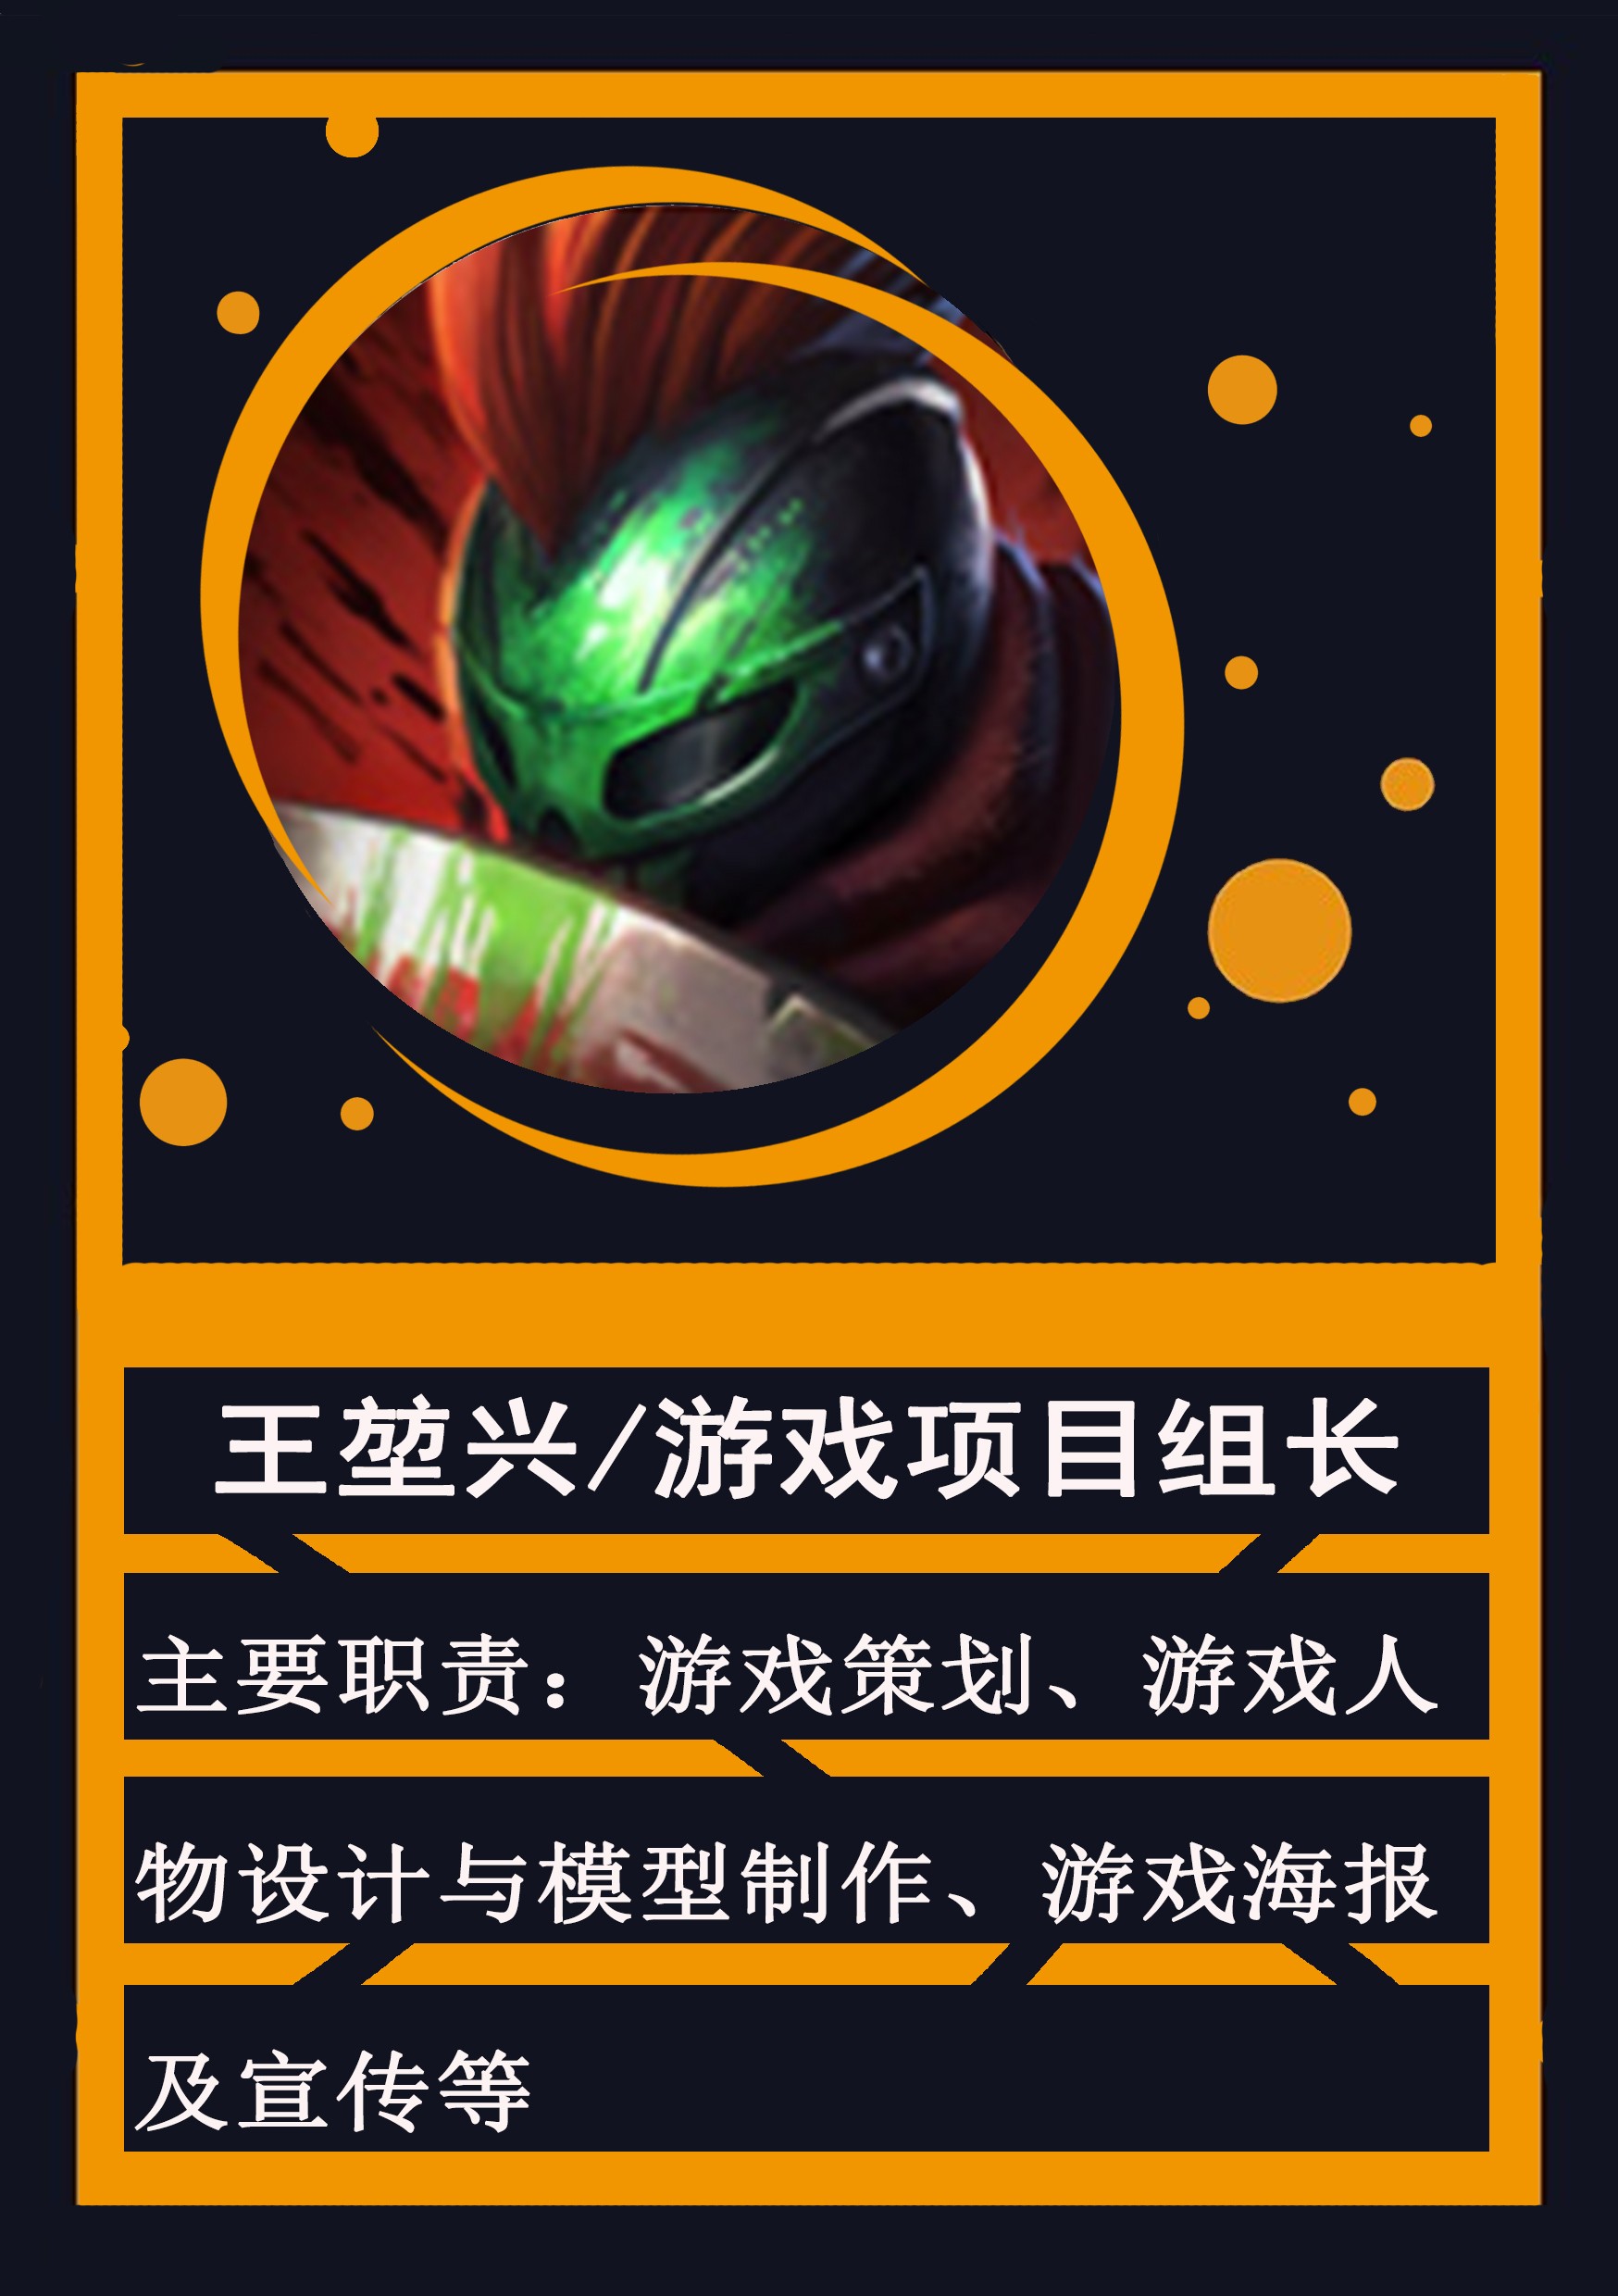 王堃兴/游戏项目组长
主要职责：游戏策划、游戏人
物设计与模型制作、游戏海报
及宣传等